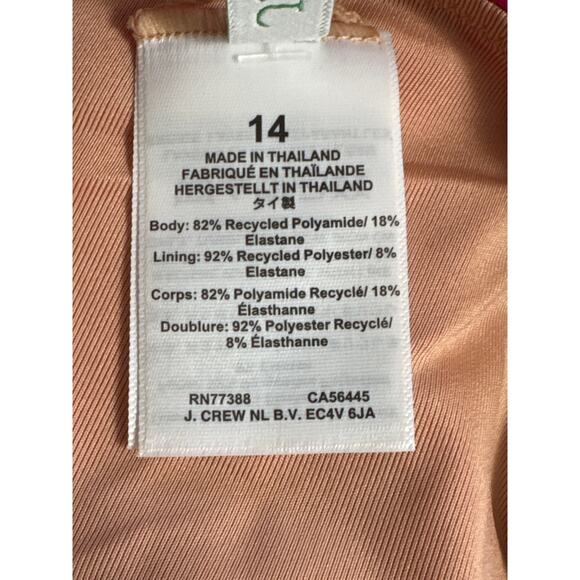 14
MADE IN THAILAND
FABRIQUÉ EN THAÏLANDE
HERGESTELLT IN THAILAND
タイ製
Body: 82% Recycled Polyamide/ 18%
Elastane
Lining: 92% Recycled Polyester/ 8%
Elastane
Corps: 82% Polyamide Recyclé/ 18%
Élasthanne
Doublure: 92% Polyester Recyclé/
8% Élasthanne
RN77388 CA56445
J. CREW NL B.V. EC4V 6JA